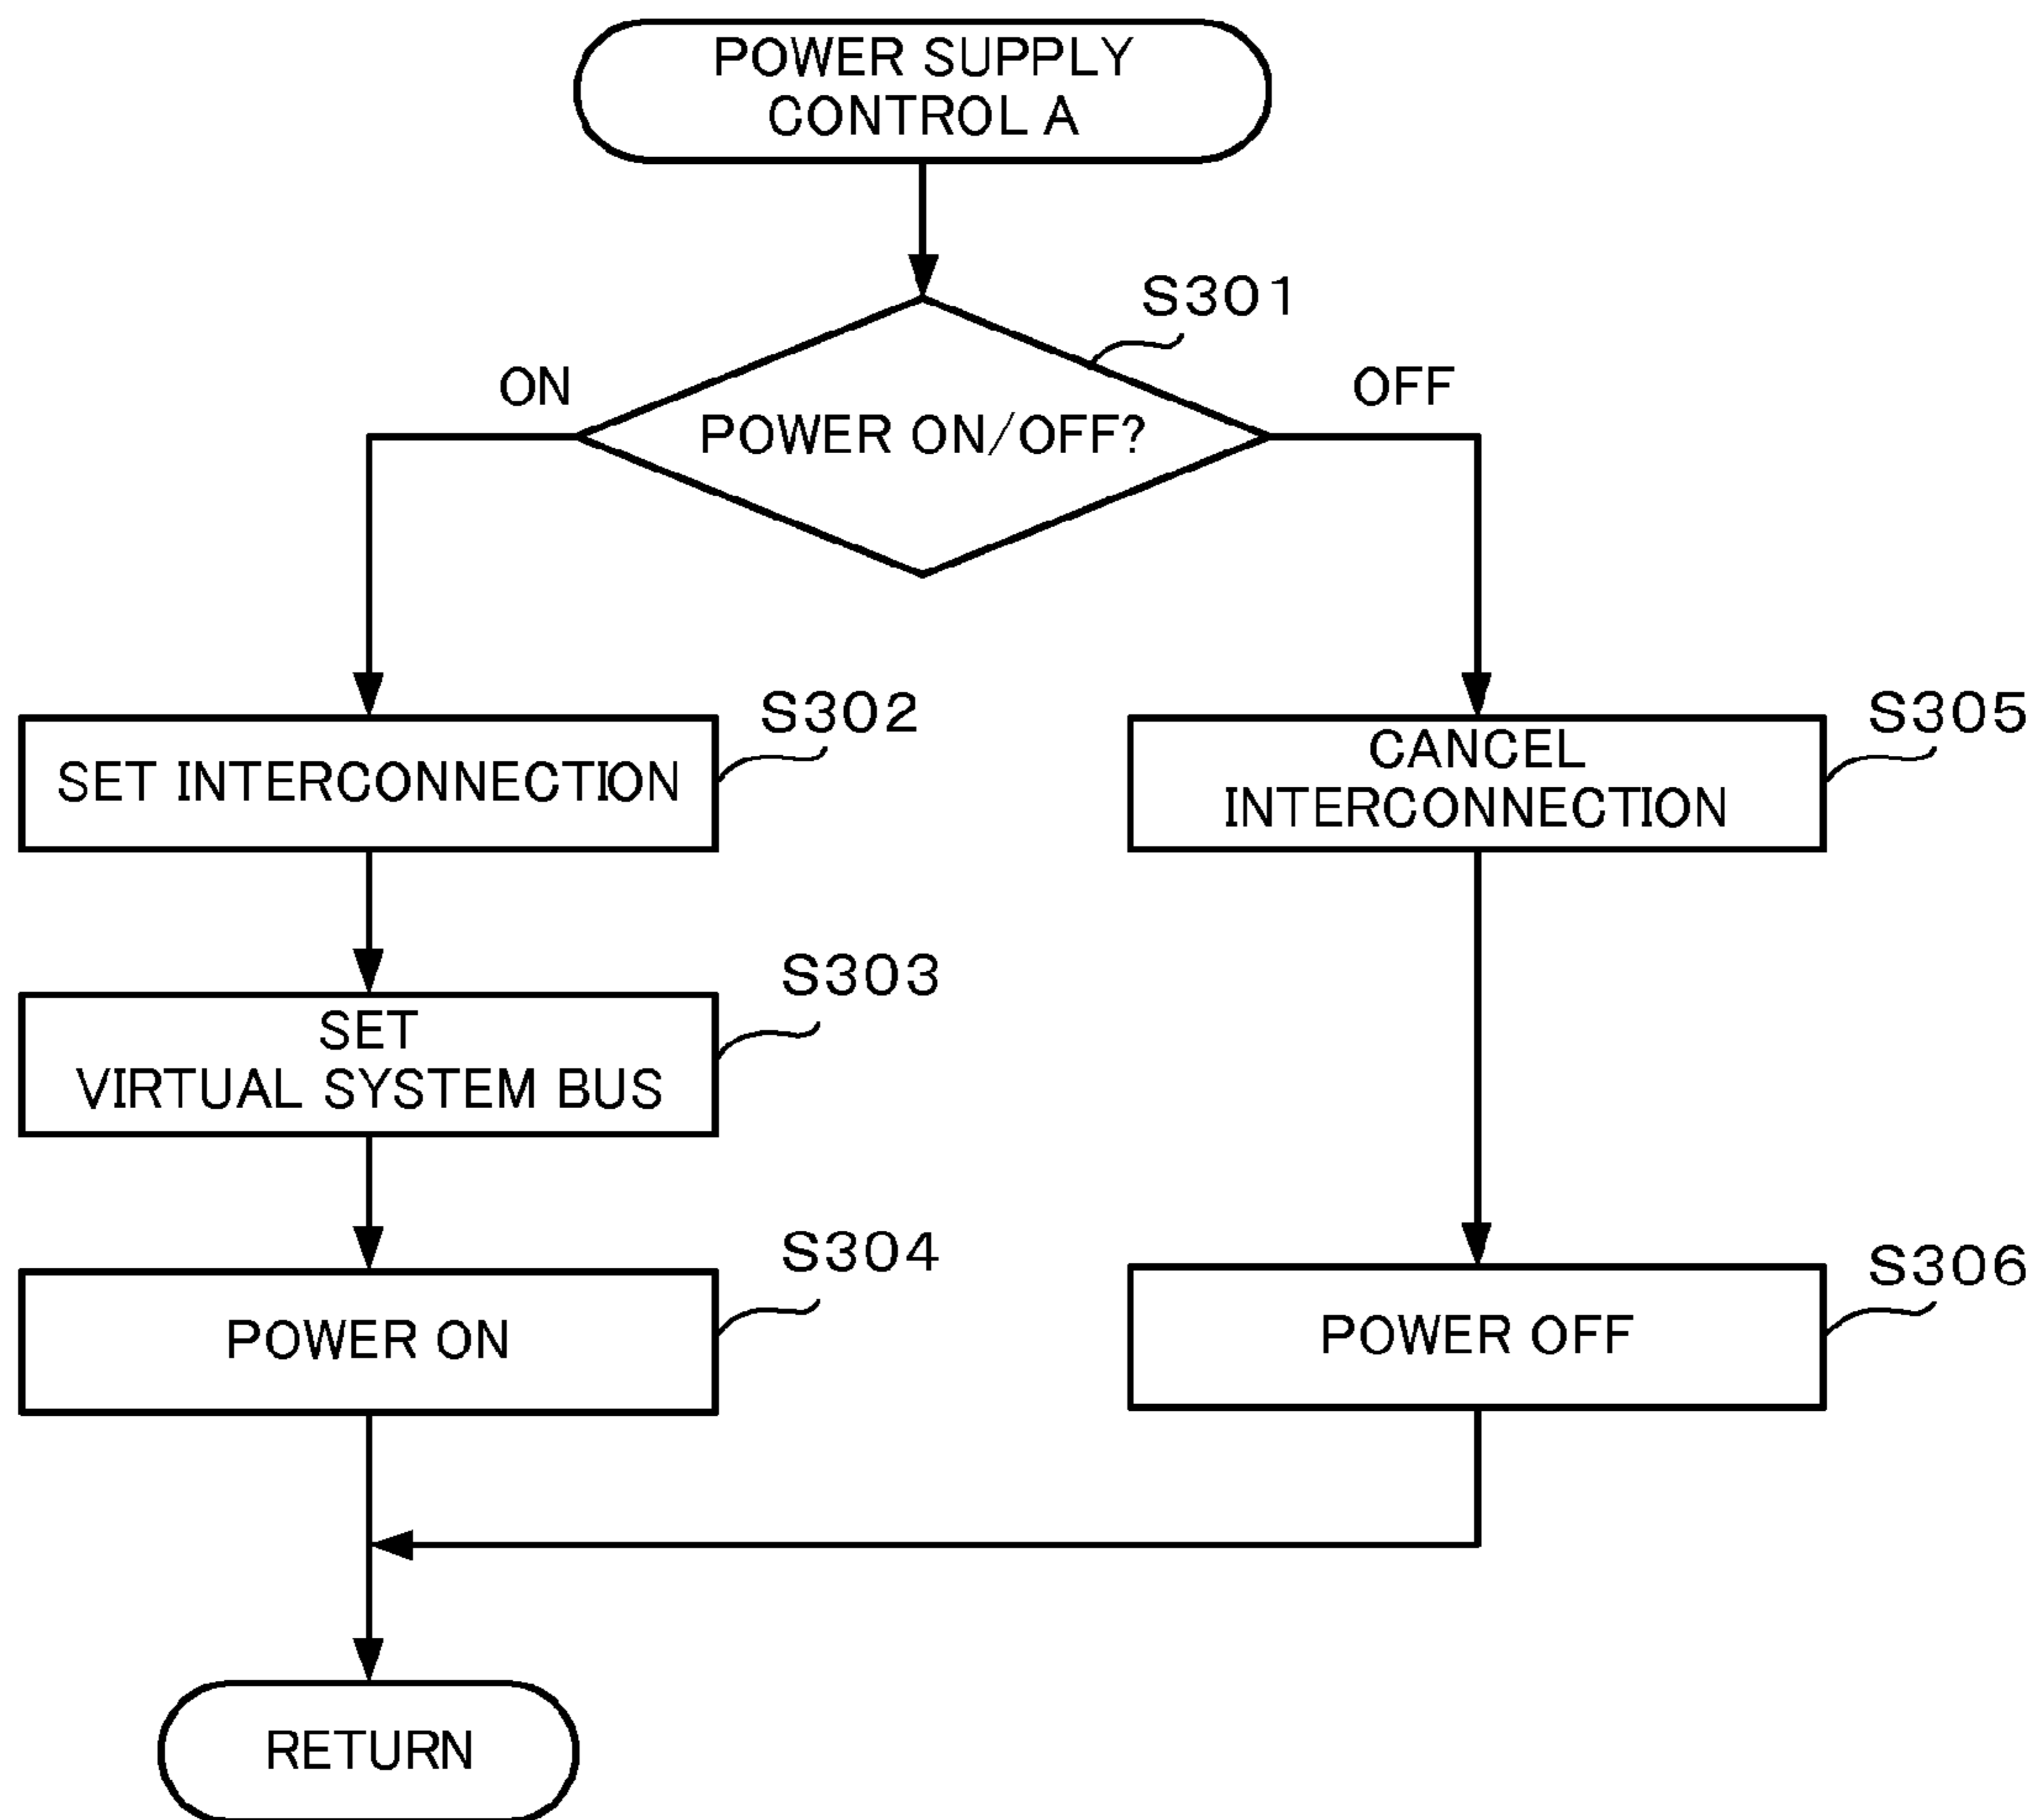 POWER SUPPLY
CONTROL A
S301
ON
OFF
POWER ON/OFF?
S302
SET INTERCONNECTION
S305
CANCEL
INTERCONNECTION
S303
SET
VIRTUAL SYSTEM BUS
S304
POWER ON
S306
POWER OFF
RETURN